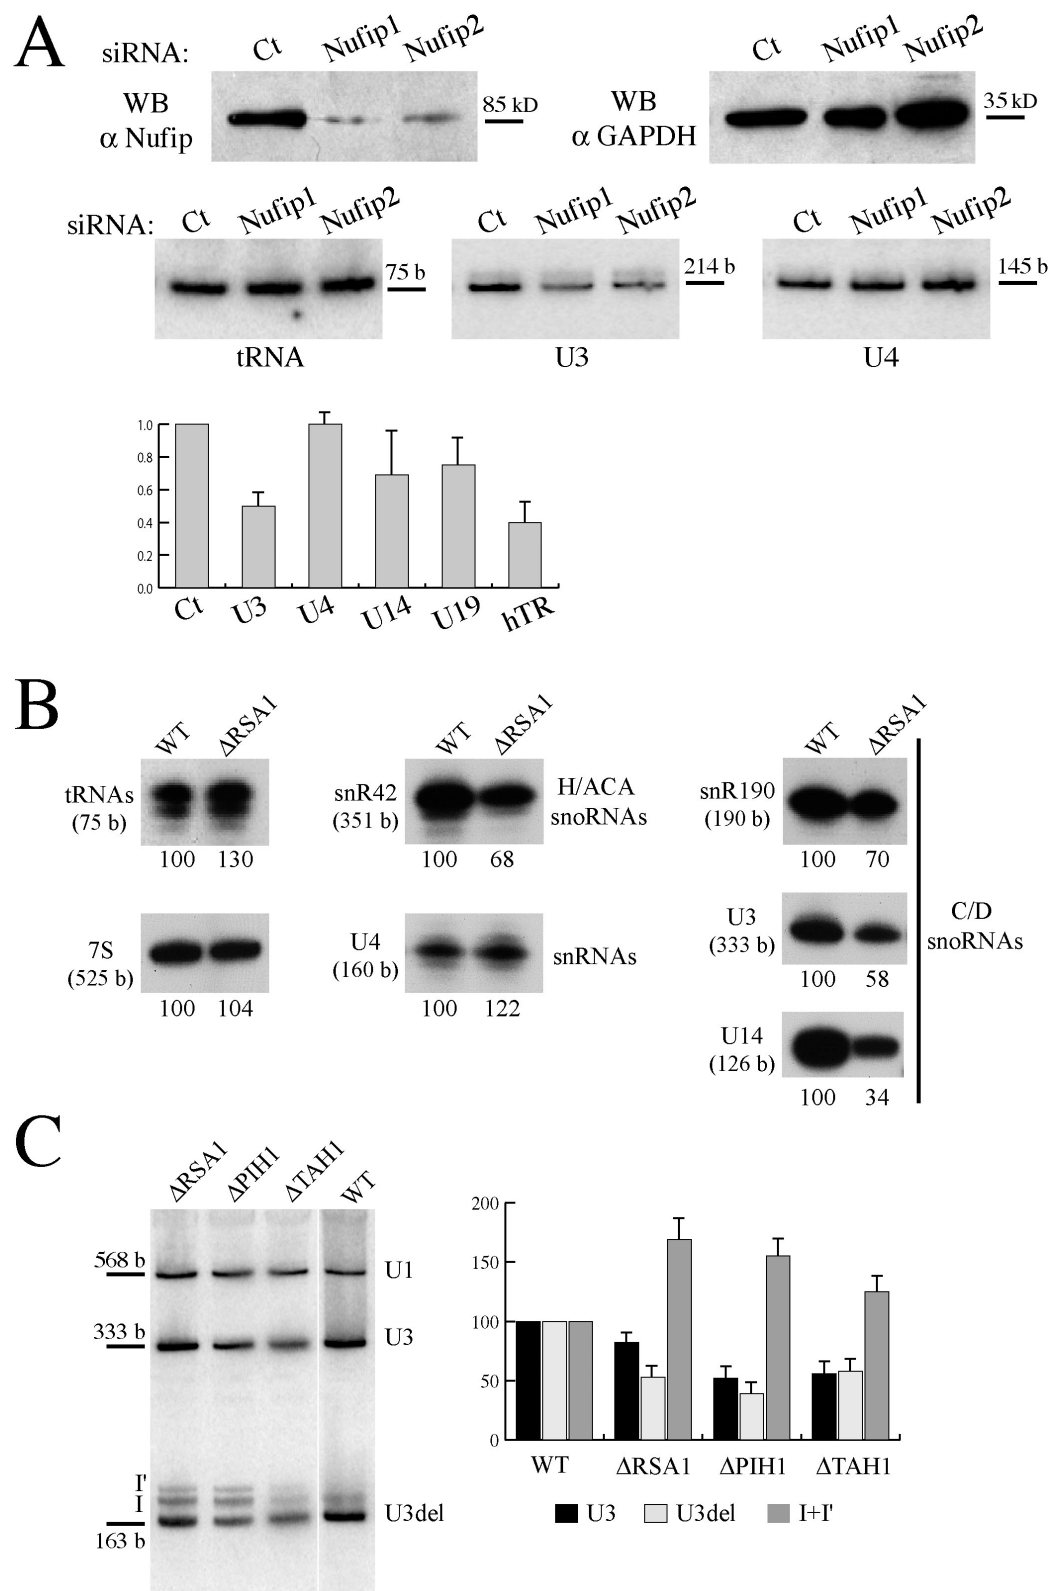 A
siRNA: Ct Nufip1 Nufip2
WB
α Nufip
85 kD
Ct Nufip1 Nufip2
WB
α GAPDH
35 kD
siRNA: Ct Nufip1 Nufip2
75 b
tRNA
Ct Nufip1 Nufip2
214 b
U3
Ct Nufip1 Nufip2
145 b
U4
1.0
0.8
0.6
0.4
0.2
0.0
Ct U3 U4 U14 U19 hTR
B
WT ΔRSA1
tRNAs
(75 b)
100 130
7S
(525 b)
100 104
WT ΔRSA1
snR42
(351 b)
H/ACA
snoRNAs
100 68
U4
(160 b)
snRNAs
100 122
WT ΔRSA1
snR190
(190 b)
100 70
U3
(333 b)
100 58
U14
(126 b)
100 34
C/D
snoRNAs
C
ΔRSA1 ΔPIH1 ΔTAH1 WT
568 b
U1
333 b
U3
I'
I
U3del
163 b
200
150
100
50
0
WT ΔRSA1 ΔPIH1 ΔTAH1
U3 U3del I+I'